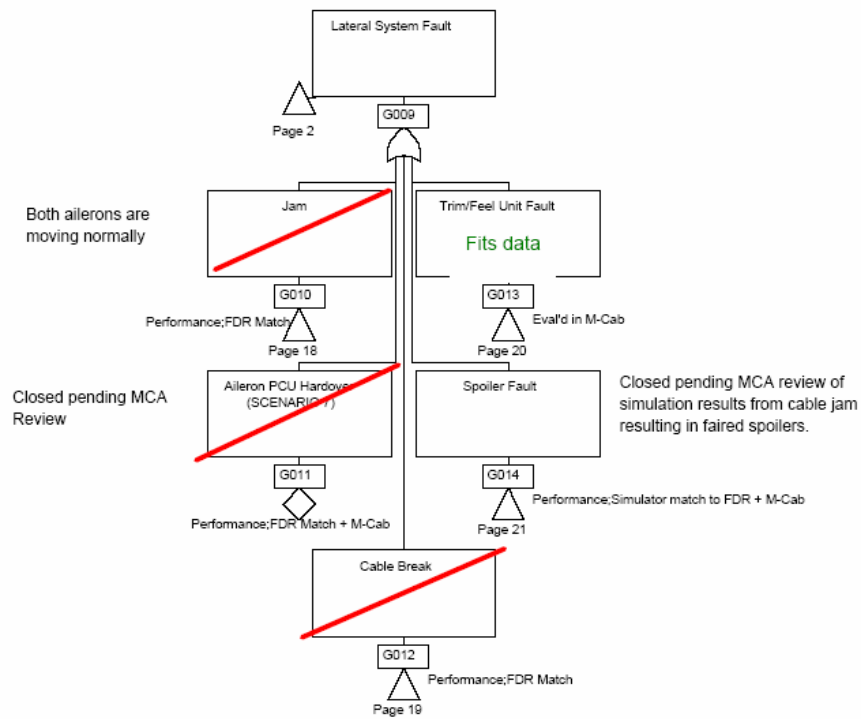 Lateral System Fault
Page 2
G009
Both ailerons are
moving normally
Jam
Trim/Feel Unit Fault
Fits data
G010
G013
Performance;FDR Match
Eval'd in M-Cab
Page 18
Page 20
Closed pending MCA
Review
Aileron PCU Hardover
(SCENARIO 7)
Spoiler Fault
Closed pending MCA review of
simulation results from cable jam
resulting in faired spoilers.
G011
G014
Performance;FDR Match + M-Cab
Performance;Simulator match to FDR + M-Cab
Page 21
Cable Break
G012
Performance;FDR Match
Page 19